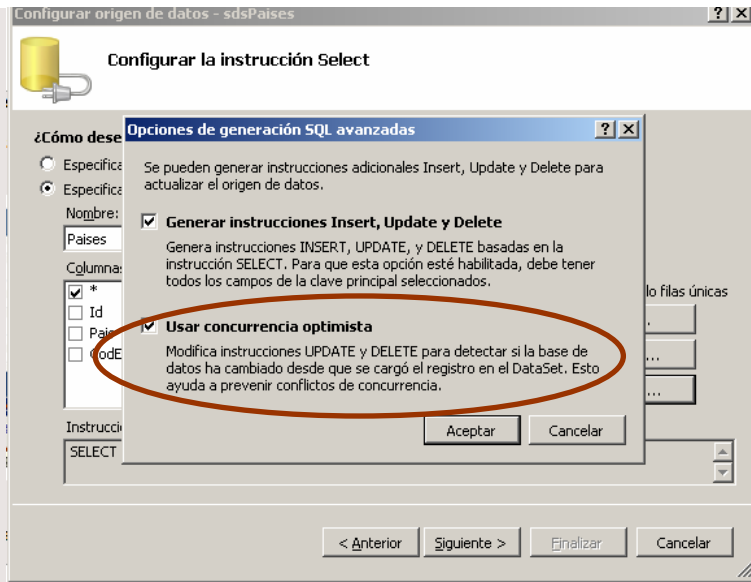 Configurar origen de datos - sdsPaises
Configurar la instrucción Select
¿Cómo dese
Especifica
Especifica
Nombre:
Paises
Columnas
*
Id
Pais
CodE
lo filas únicas
...
...
Instrucci
SELECT
Opciones de generación SQL avanzadas
Se pueden generar instrucciones adicionales Insert, Update y Delete para
actualizar el origen de datos.
Generar instrucciones Insert, Update y Delete
Genera instrucciones INSERT, UPDATE, y DELETE basadas en la
instrucción SELECT. Para que esta opción esté habilitada, debe tener
todos los campos de la clave principal seleccionados.
Usar concurrencia optimista
Modifica instrucciones UPDATE y DELETE para detectar si la base de
datos ha cambiado desde que se cargó el registro en el DataSet. Esto
ayuda a prevenir conflictos de concurrencia.
Aceptar
Cancelar
< Anterior
Siguiente >
Finalizar
Cancelar